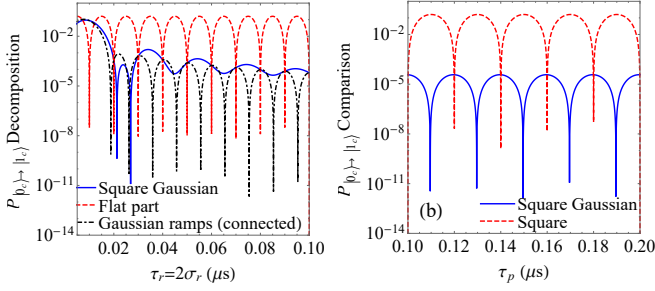 P|0c⟩→|1c⟩ Decomposition
10^-2
10^-5
10^-8
10^-11
10^-14
Square Gaussian
Flat part
Gaussian ramps (connected)
0.02 0.04 0.06 0.08 0.10
τr=2σr (μs)
P|0c⟩→|1c⟩ Comparison
10^-2
10^-5
10^-8
10^-11
10^-14
(b)
Square Gaussian
Square
0.10 0.12 0.14 0.16 0.18 0.20
τp (μs)